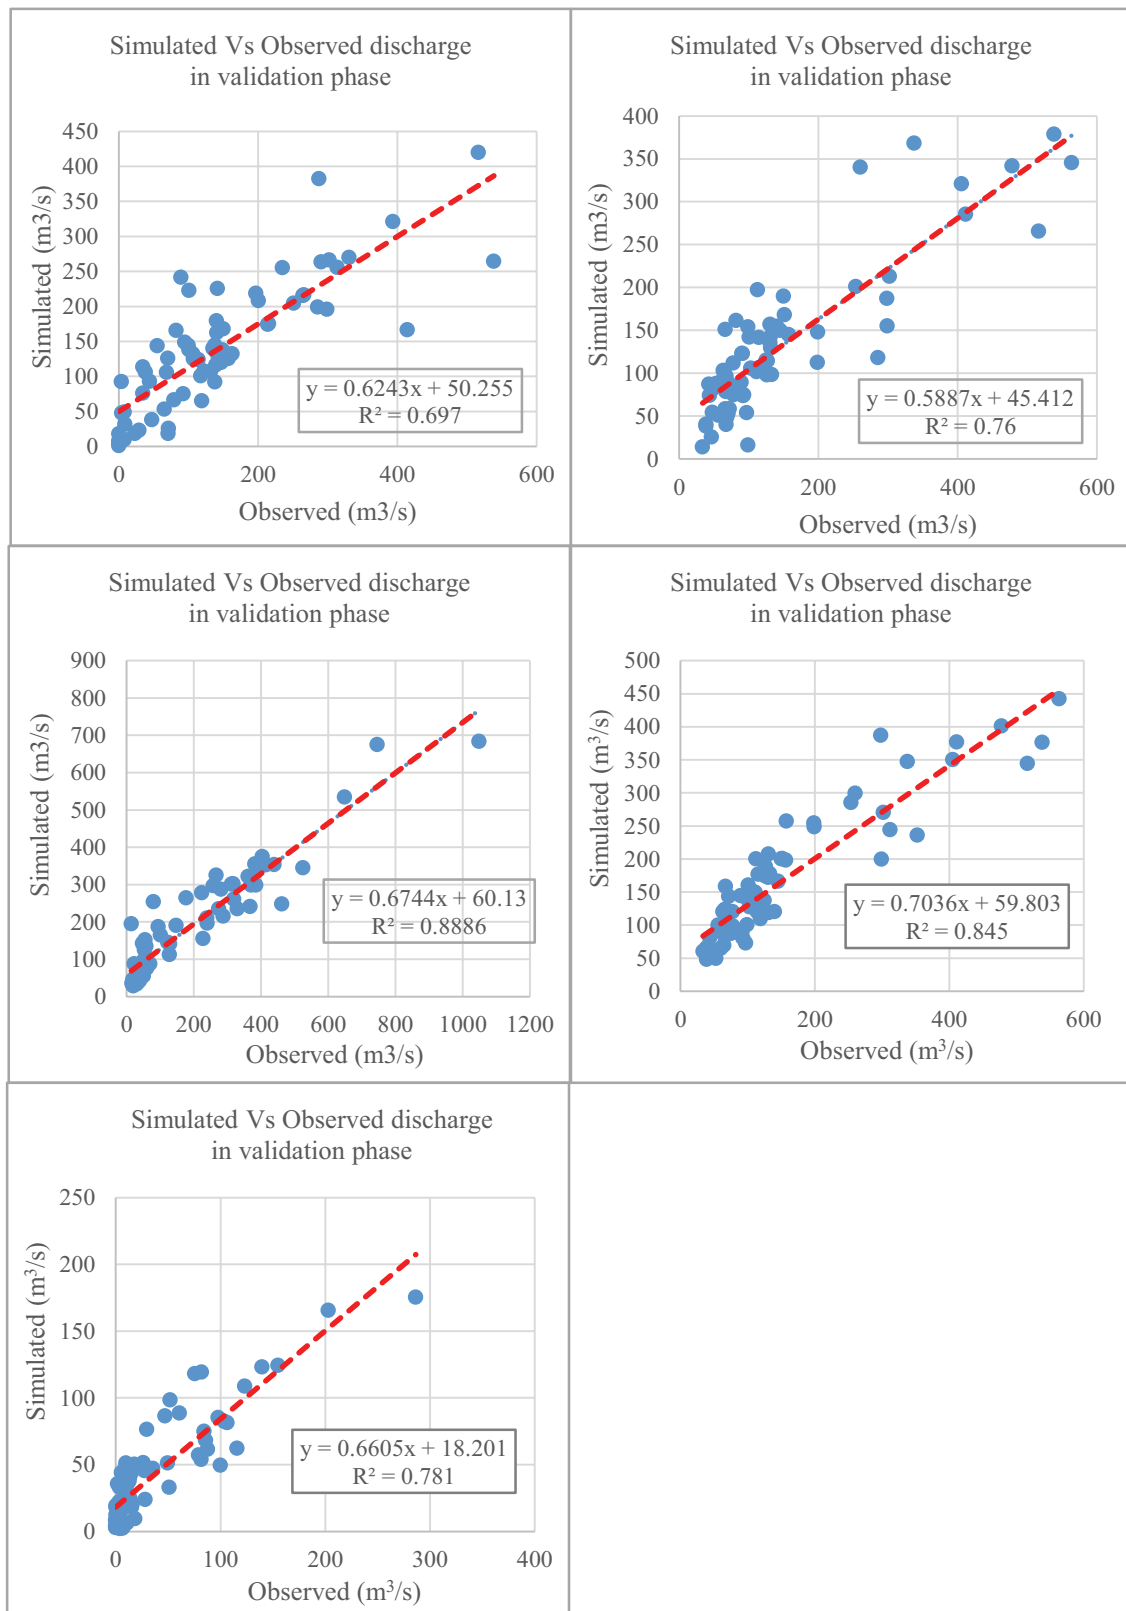 Simulated Vs Observed discharge
in validation phase
Simulated (m3/s)
450
400
350
300
250
200
150
100
50
0
y = 0.6243x + 50.255
R² = 0.697
0 200 400 600
Observed (m3/s)
Simulated Vs Observed discharge
in validation phase
Simulated (m3/s)
400
350
300
250
200
150
100
50
0
y = 0.5887x + 45.412
R² = 0.76
0 200 400 600
Observed (m3/s)
Simulated Vs Observed discharge
in validation phase
Simulated (m3/s)
900
800
700
600
500
400
300
200
100
0
y = 0.6744x + 60.13
R² = 0.8886
0 200 400 600 800 1000 1200
Observed (m3/s)
Simulated Vs Observed discharge
in validation phase
Simulated (m³/s)
500
450
400
350
300
250
200
150
100
50
0
y = 0.7036x + 59.803
R² = 0.845
0 200 400 600
Observed (m³/s)
Simulated Vs Observed discharge
in validation phase
Simulated (m³/s)
250
200
150
100
50
0
y = 0.6605x + 18.201
R² = 0.781
0 100 200 300 400
Observed (m³/s)